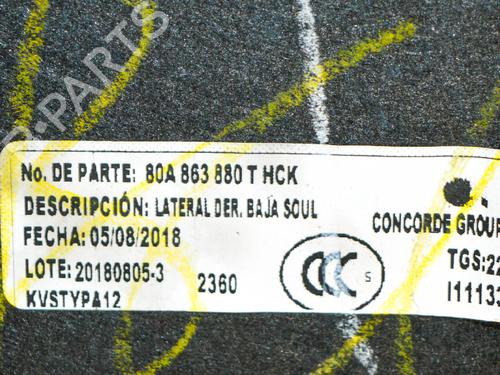 No. DE PARTE: 80A 863 880 T HCK
DESCRIPCIÓN: LATERAL DER. BAJA SOUL
FECHA: 05/08/2018
LOTE: 20180805-3 2360
KVSTYPA12
CCC S
CONCORDE GROUP
TGS:22
I11133
PARTS